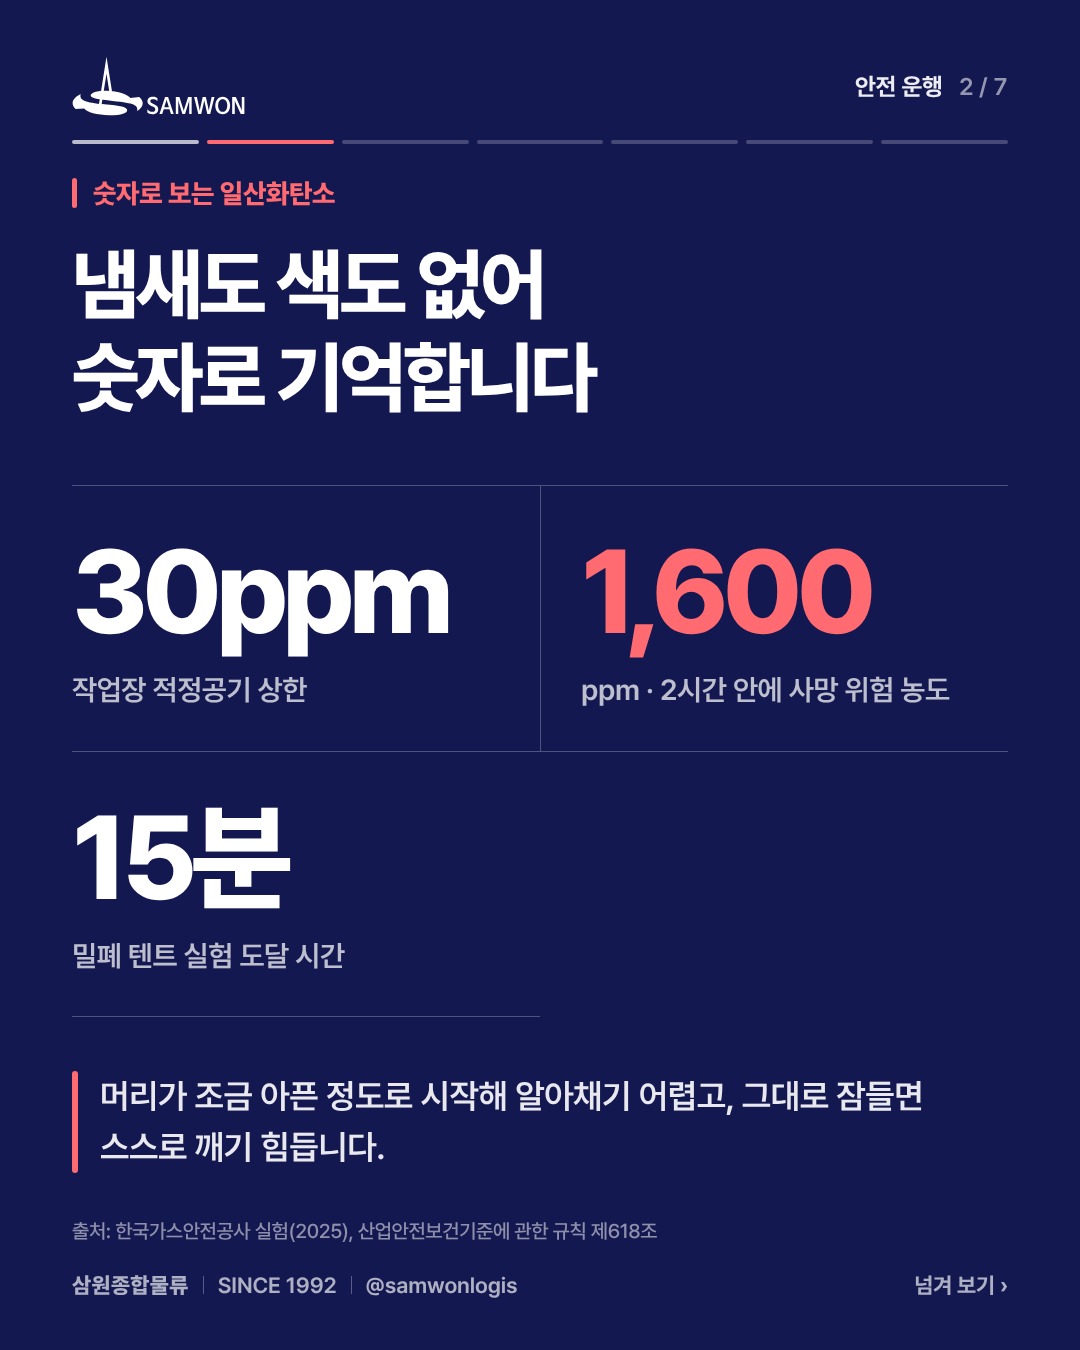 SAMWON
안전 운행 2 / 7
숫자로 보는 일산화탄소
냄새도 색도 없어
숫자로 기억합니다
30ppm
작업장 적정공기 상한
1,600
ppm · 2시간 안에 사망 위험 농도
15분
밀폐 텐트 실험 도달 시간
머리가 조금 아픈 정도로 시작해 알아채기 어렵고, 그대로 잠들면
스스로 깨기 힘듭니다.
출처: 한국가스안전공사 실험(2025), 산업안전보건기준에 관한 규칙 제618조
삼원종합물류 | SINCE 1992 | @samwonlogis
넘겨 보기 ›